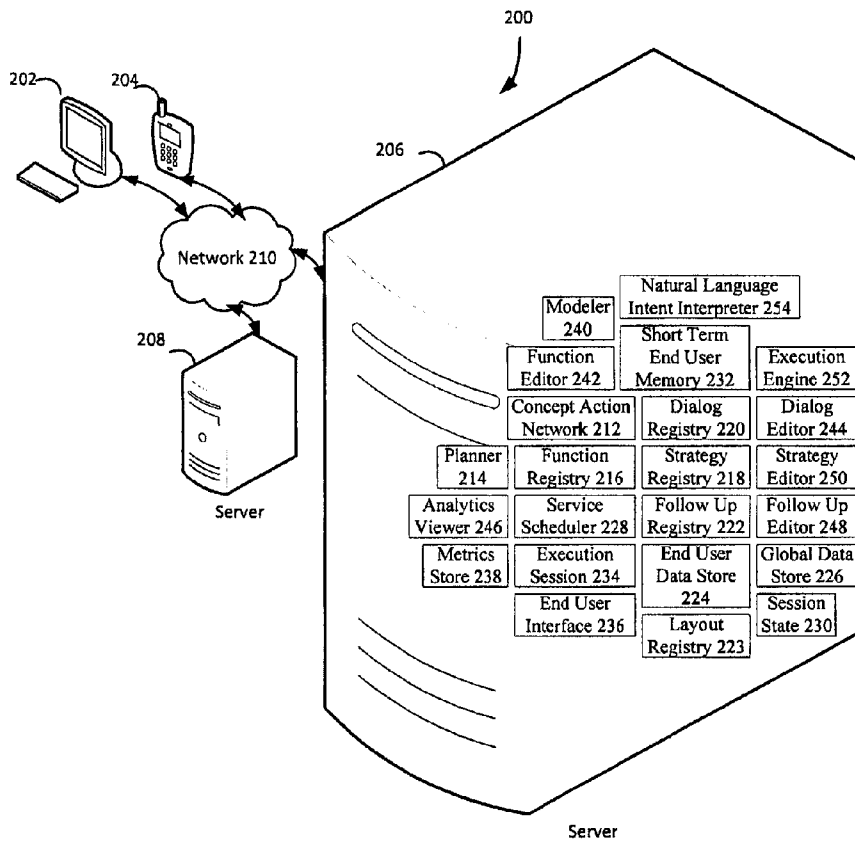 200
202
204
206
Network 210
208
Server
Natural Language
Intent Interpreter 254
Modeler
240
Short Term
End User
Memory 232
Function
Editor 242
Execution
Engine 252
Concept Action
Network 212
Dialog
Registry 220
Dialog
Editor 244
Planner
214
Function
Registry 216
Strategy
Registry 218
Strategy
Editor 250
Analytics
Viewer 246
Service
Scheduler 228
Follow Up
Registry 222
Follow Up
Editor 248
Metrics
Store 238
Execution
Session 234
End User
Data Store
224
Global Data
Store 226
End User
Interface 236
Layout
Registry 223
Session
State 230
Server